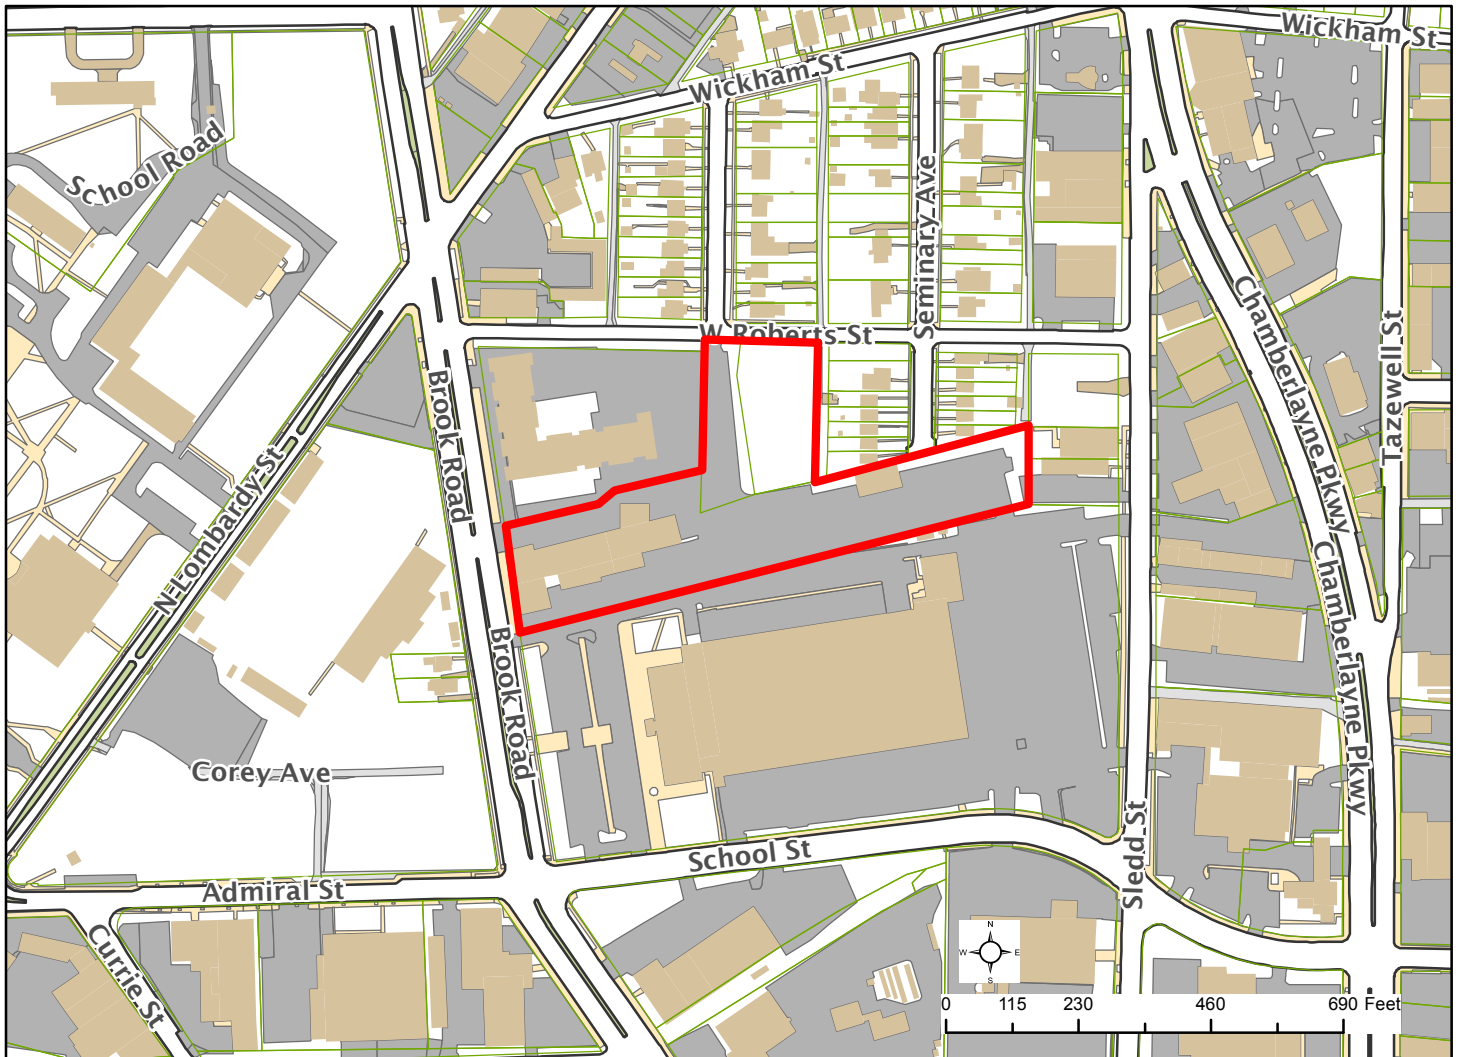 Wickham St
Wickham St
School Road
Seminary Ave
Chamberlayne Pkwy
W Roberts St
Tazewell St
Brook Road
N Lombardy St
Chamberlayne Pkwy
Brook Road
Corey Ave
School St
Sledd St
Admiral St
Currie St
N
W E
S
0 115 230 460 690 Feet